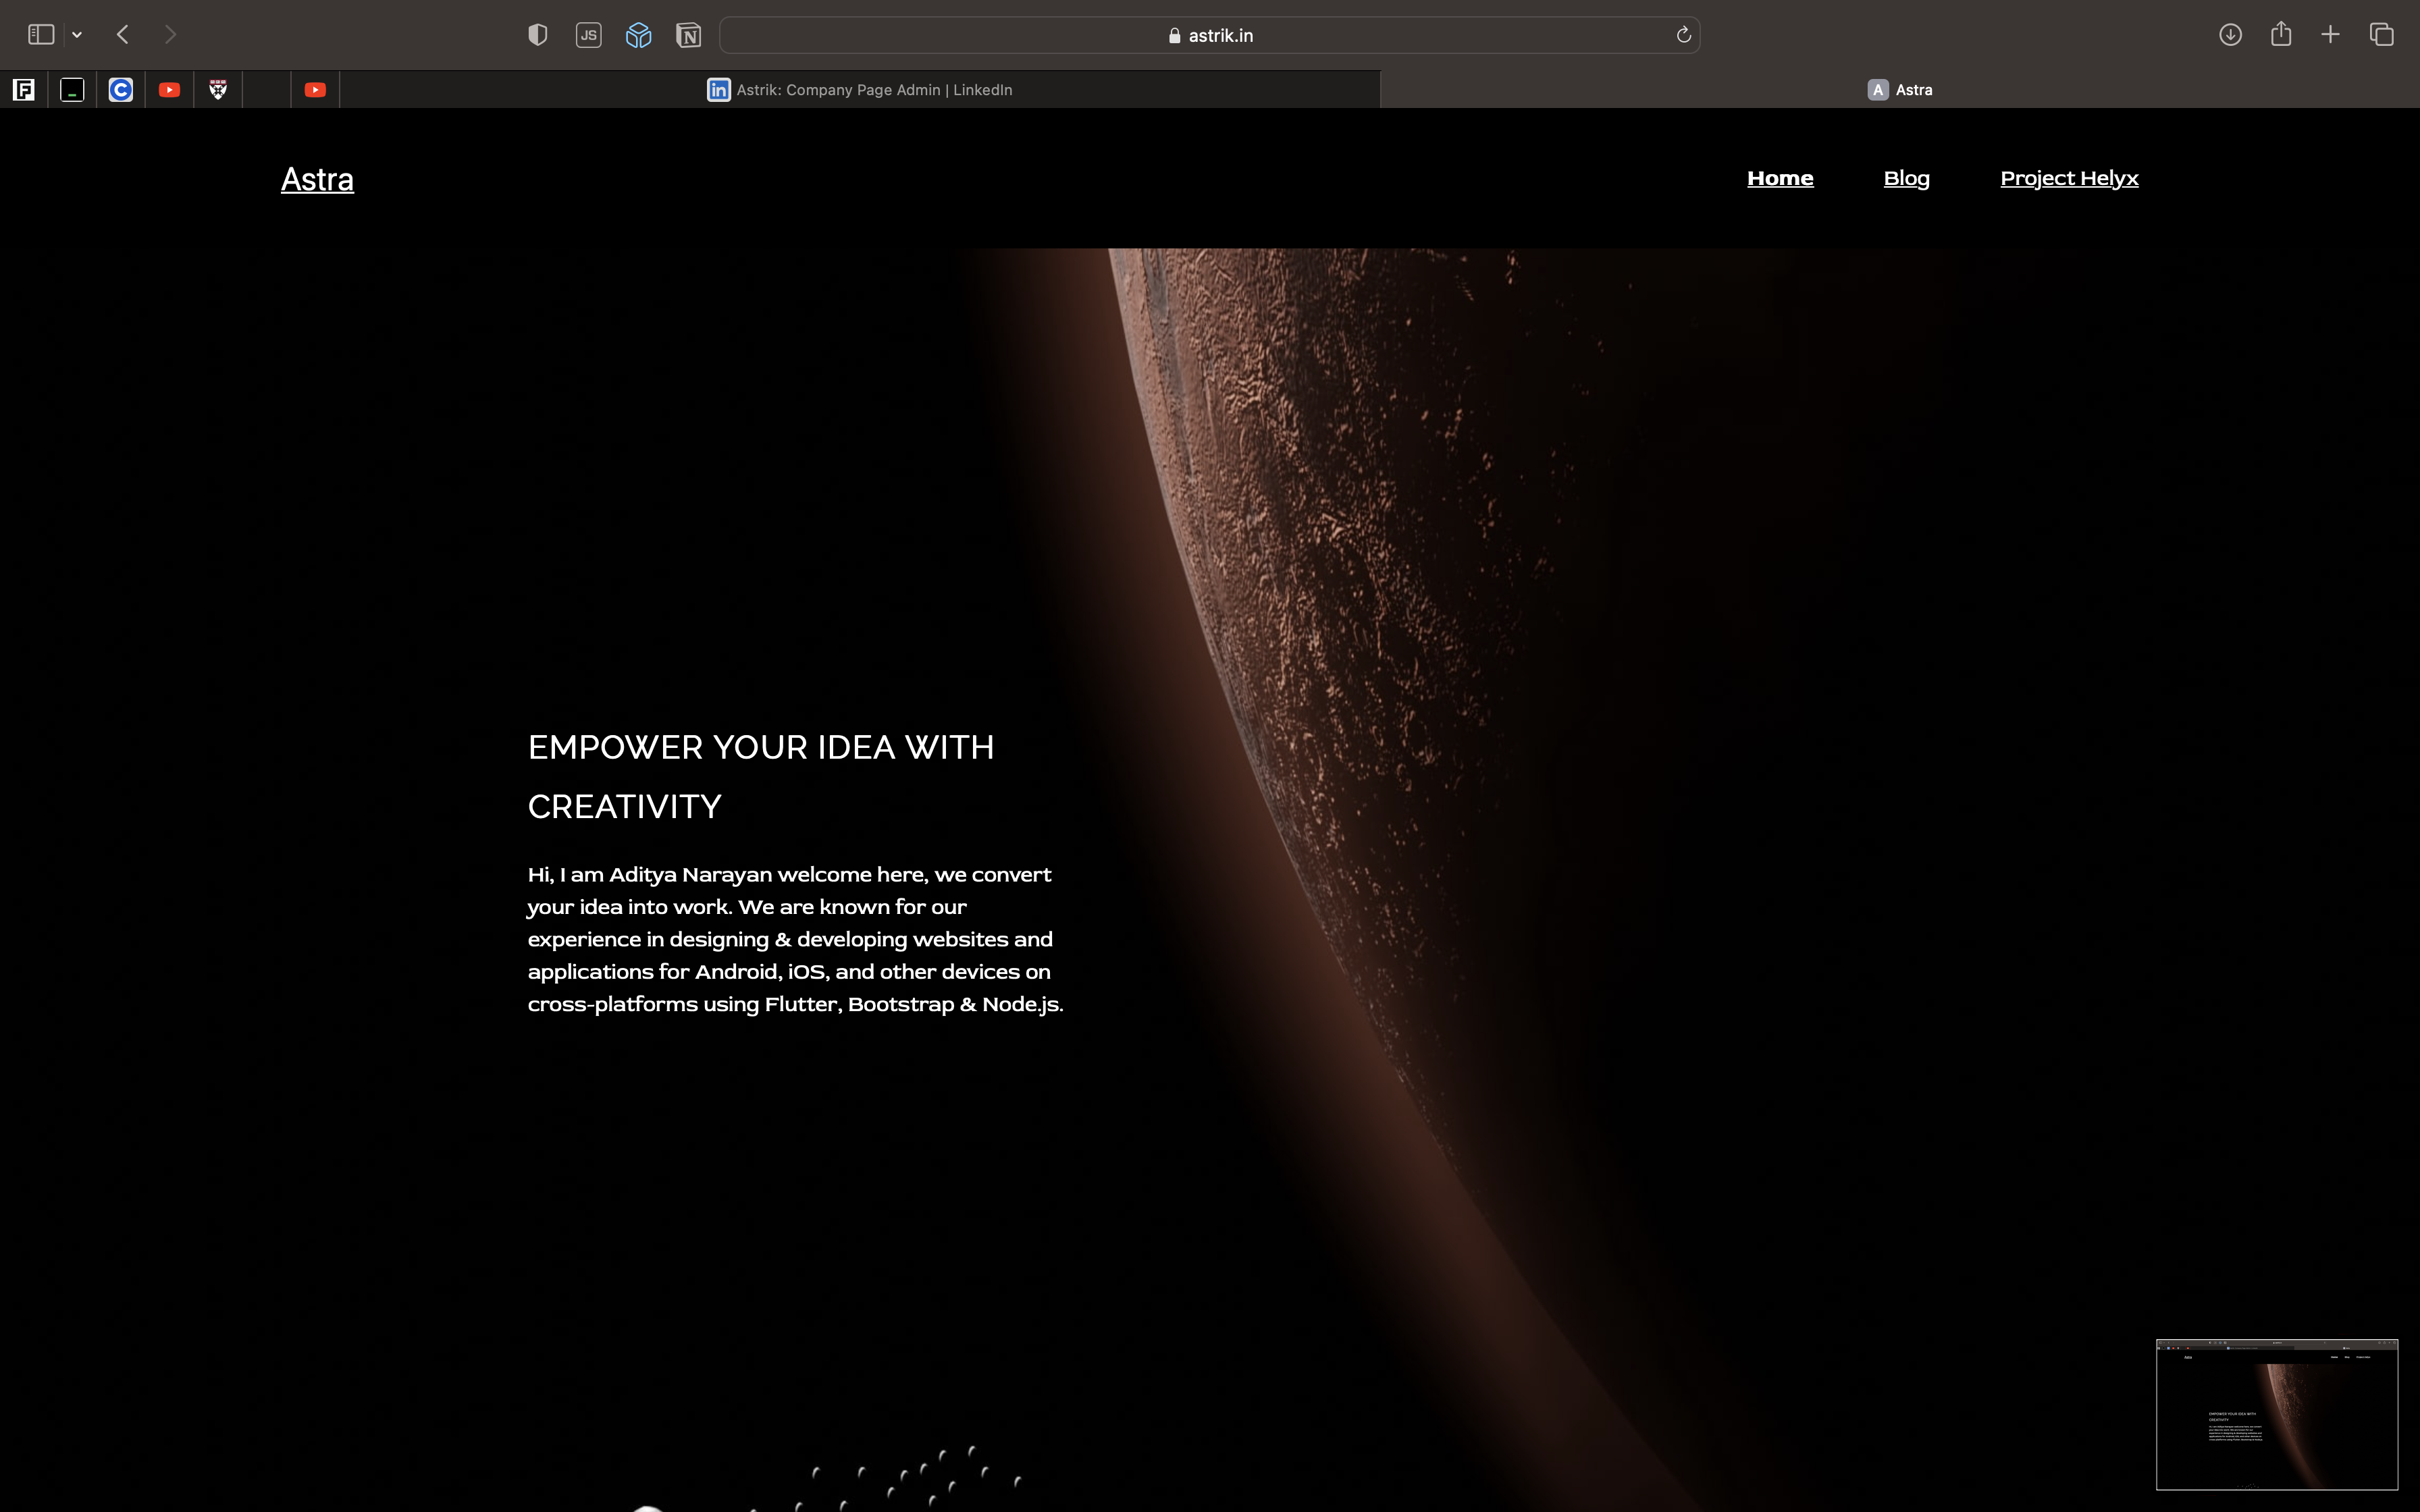 JS
N
astrik.in
F
C
in Astrik: Company Page Admin | LinkedIn
A Astra
Astra
Home Blog Project Helyx
EMPOWER YOUR IDEA WITH
CREATIVITY
Hi, I am Aditya Narayan welcome here, we convert
your idea into work. We are known for our
experience in designing & developing websites and
applications for Android, iOS, and other devices on
cross-platforms using Flutter, Bootstrap & Node.js.